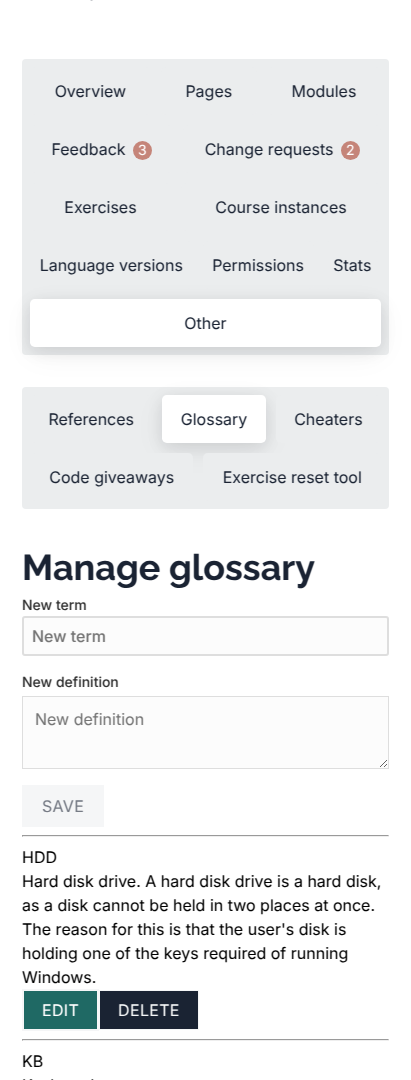 Overview Pages Modules
Feedback 3 Change requests 2
Exercises Course instances
Language versions Permissions Stats
Other
References Glossary Cheaters
Code giveaways Exercise reset tool
Manage glossary
New term
New term
New definition
New definition
SAVE
HDD
Hard disk drive. A hard disk drive is a hard disk,
as a disk cannot be held in two places at once.
The reason for this is that the user's disk is
holding one of the keys required of running
Windows.
EDIT DELETE
KB